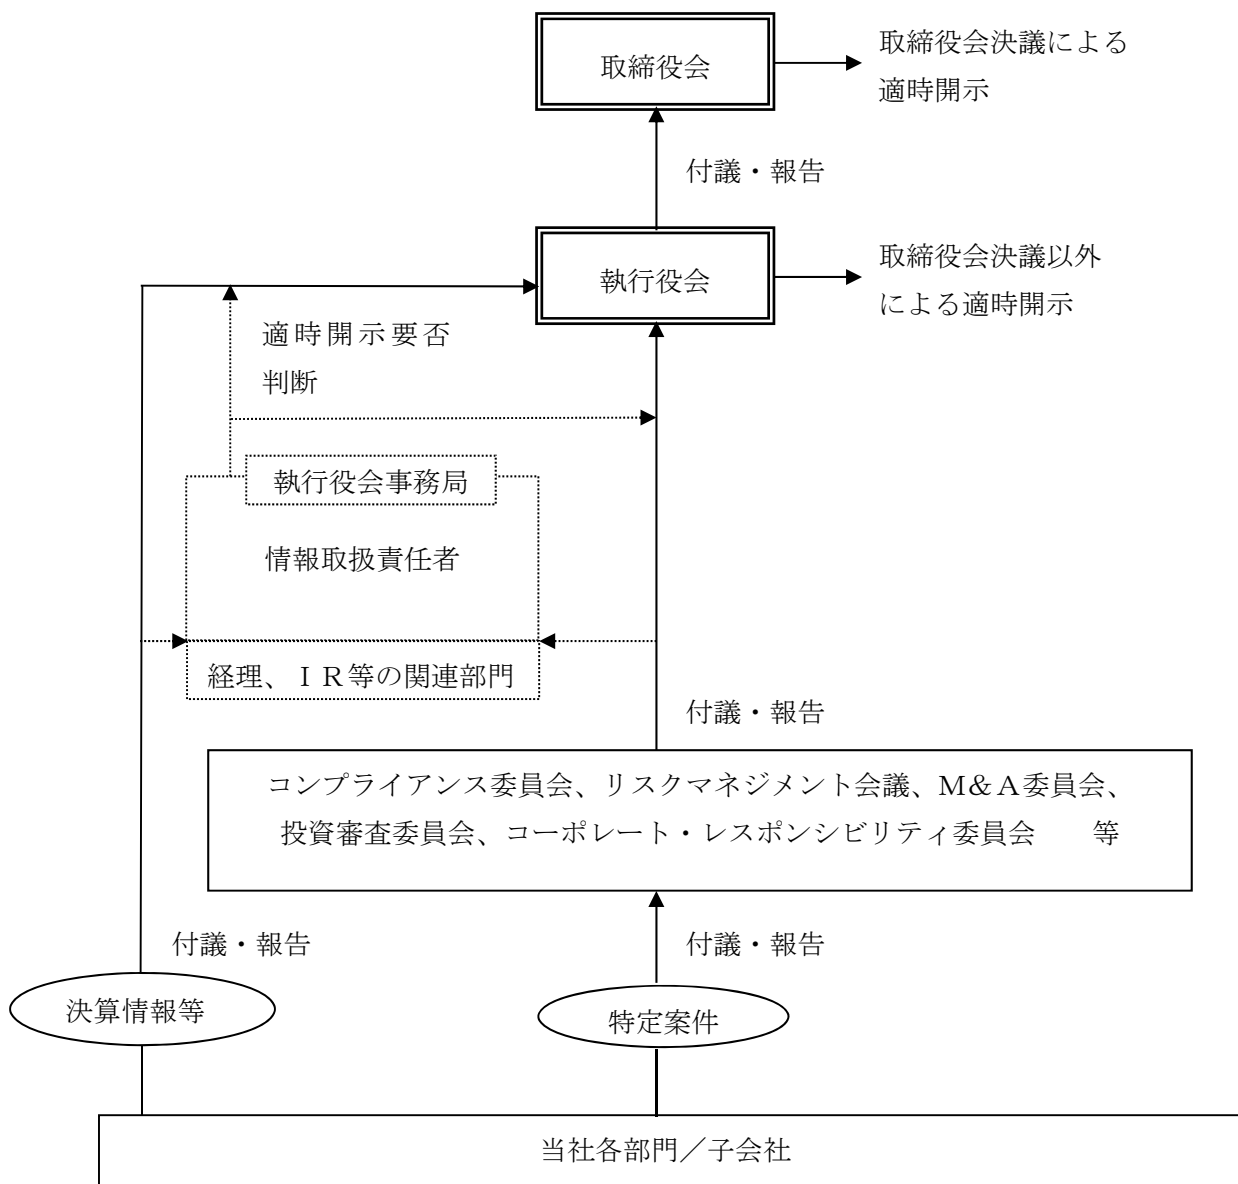 取締役会
取締役会決議による
適時開示
付議・報告
執行役会
取締役会決議以外
による適時開示
適時開示要否
判断
執行役会事務局
情報取扱責任者
経理、ＩＲ等の関連部門
付議・報告
コンプライアンス委員会、リスクマネジメント会議、M&A委員会、
投資審査委員会、コーポレート・レスポンシビリティ委員会　　等
付議・報告
付議・報告
決算情報等
特定案件
当社各部門／子会社